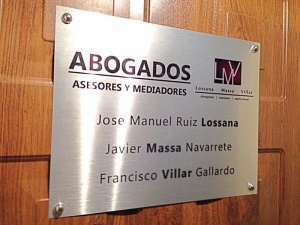 ABOGADOS
ASESORES Y MEDIADORES
LMV
Lossana Massa Villar
Jose Manuel Ruiz Lossana
Javier Massa Navarrete
Francisco Villar Gallardo